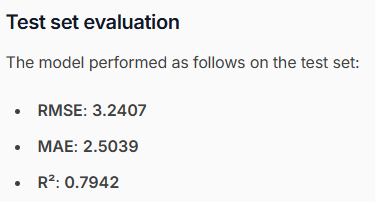 Test set evaluation
The model performed as follows on the test set:
• RMSE: 3.2407
• MAE: 2.5039
• R²: 0.7942